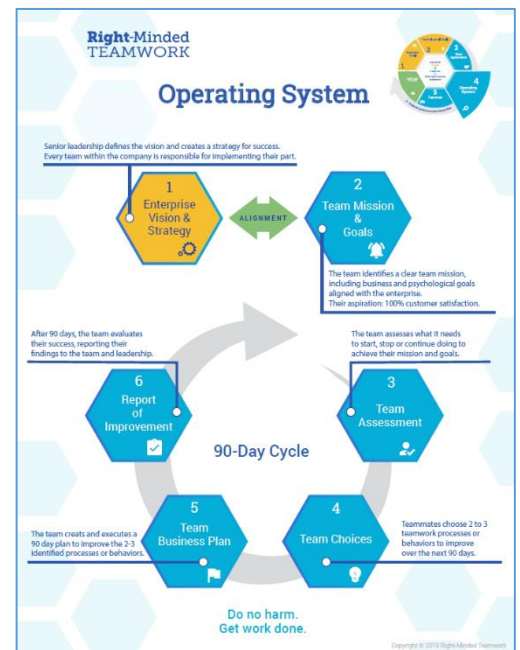 Right-Minded
TEAMWORK
Operating System
Senior leadership defines the vision and creates a strategy for success.
Every team within the company is responsible for implementing their part.
1
Enterprise
Vision &
Strategy
ALIGNMENT
2
Team Mission
&
Goals
The team identifies a clear team mission,
including business and psychological goals
aligned with the enterprise.
Their aspiration: 100% customer satisfaction.
After 90 days, the team evaluates
their success, reporting their
findings to the team and leadership.
The team assesses what it needs
to start, stop or continue doing to
achieve their mission and goals.
6
Report
of
Improvement
3
Team
Assessment
90-Day Cycle
5
Team
Business Plan
4
Team Choices
The team creats and executes a
90 day plan to improve the 2-3
identified processes or behaviors.
Teammates choose 2 to 3
teamwork processes or
behaviors to improve
over the next 90 days.
Do no harm.
Get work done.
Copyright © 2019 Right-Minded Teamwork
1
2
3
4
Operating
System
5